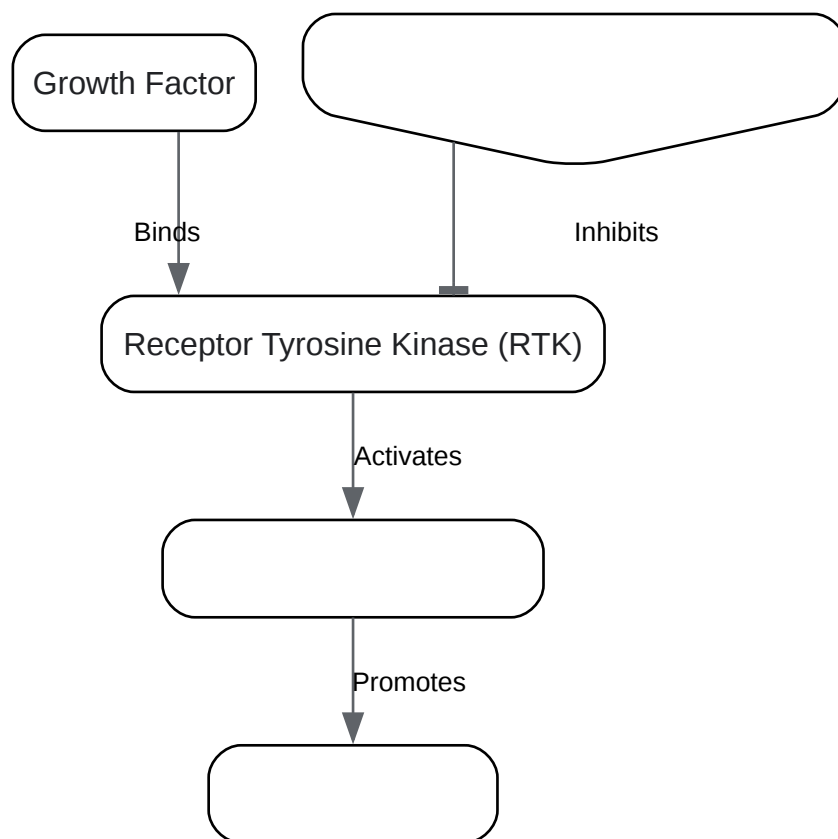 Growth Factor
Binds
Inhibits
Receptor Tyrosine Kinase (RTK)
Activates
Promotes